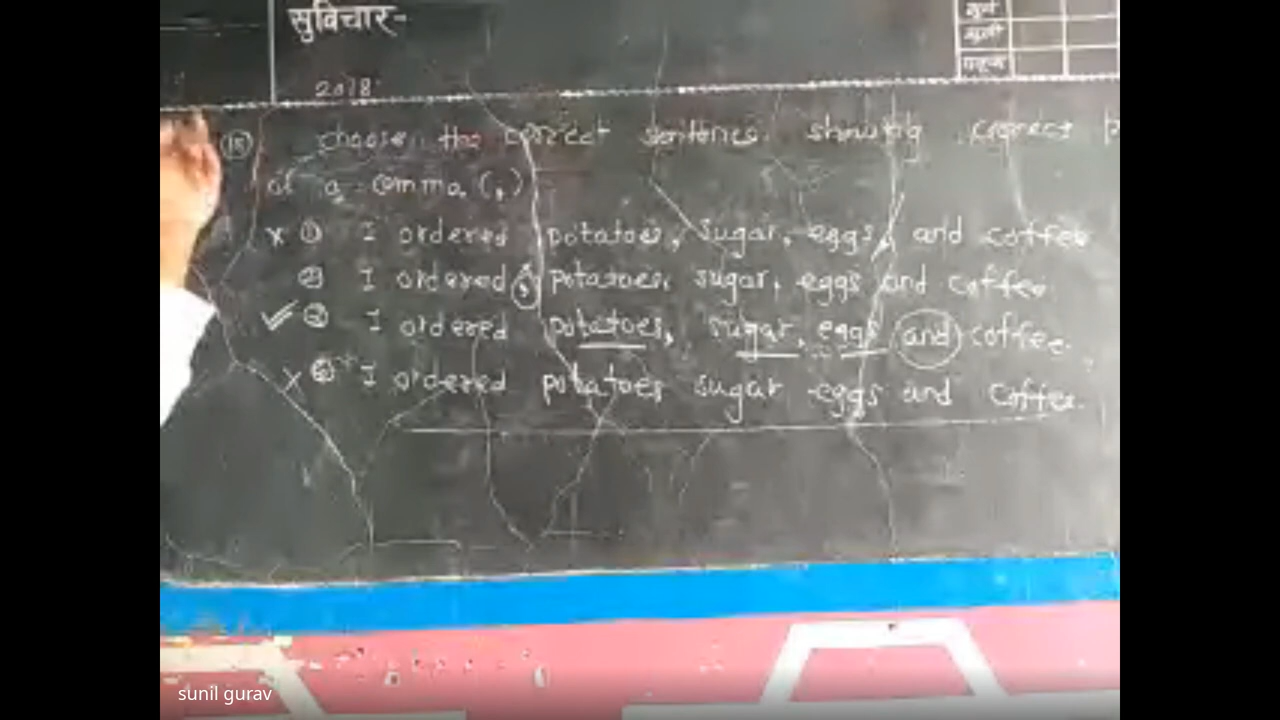 सुविचार-
2018
(15) choose the correct sentence showing correct
of a comma (,)
× ① I ordered potatoes, sugar, eggs, and coffee
② I ordered, potatoes, sugar, eggs and coffee.
✓ ③ I ordered potatoes, sugar, eggs and coffee.
× ④ I ordered potatoes sugar eggs and coffee.
sunil gurav